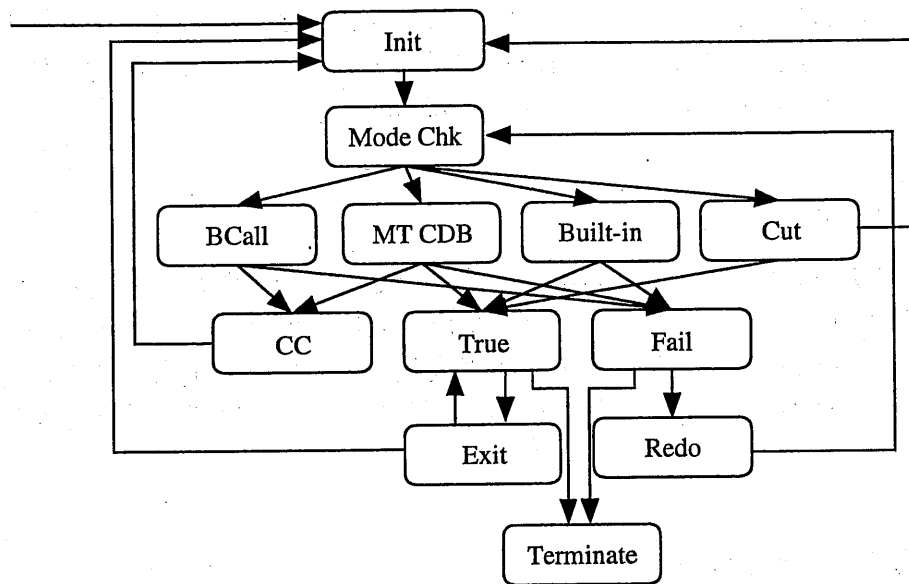 Init
Mode Chk
BCall
MT CDB
Built-in
Cut
CC
True
Fail
Exit
Redo
Terminate